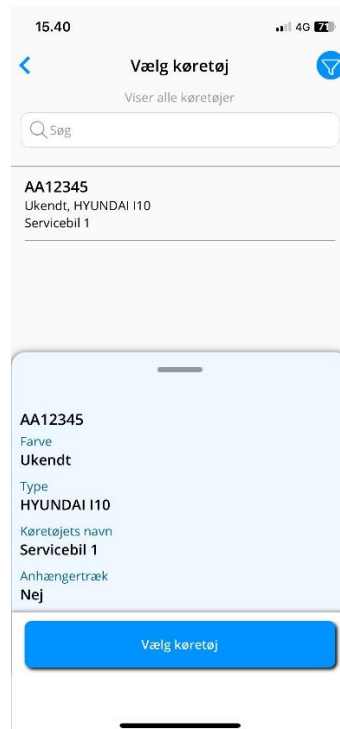 15.40
4G 71
Vælg køretøj
Viser alle køretøjer
Søg
AA12345
Ukendt, HYUNDAI I10
Servicebil 1
AA12345
Farve
Ukendt
Type
HYUNDAI I10
Køretøjets navn
Servicebil 1
Anhængertræk
Nej
Vælg køretøj